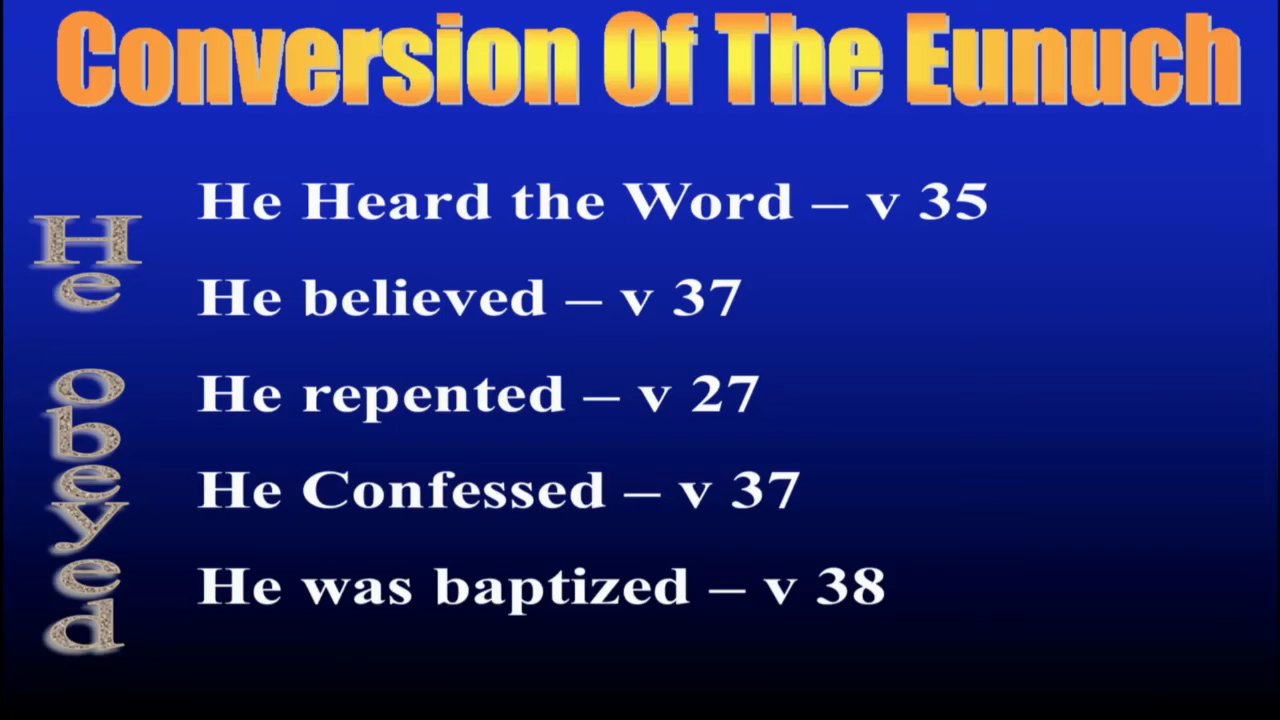 Conversion Of The Eunuch
He obeyed
He Heard the Word – v 35
He believed – v 37
He repented – v 27
He Confessed – v 37
He was baptized – v 38